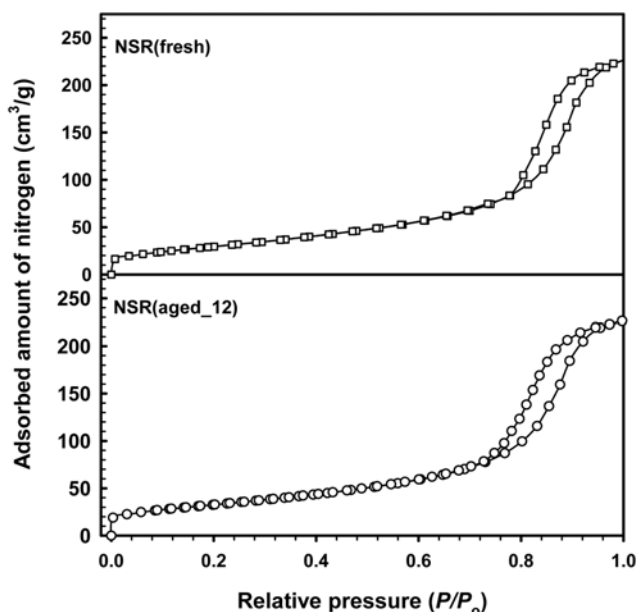 250
NSR(fresh)
200
150
100
50
0
250
NSR(aged_12)
200
150
100
50
0
0.0 0.2 0.4 0.6 0.8 1.0
Adsorbed amount of nitrogen (cm³/g)
Relative pressure (P/Po)